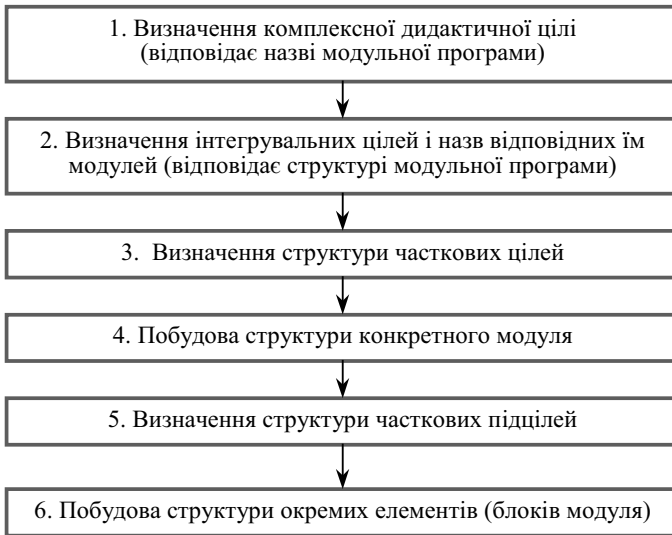 1. Визначення комплексної дидактичної цілі
(відповідає назві модульної програми)
2. Визначення інтегрувальних цілей і назв відповідних їм
модулей (відповідає структурі модульної програми)
3. Визначення структури часткових цілей
4. Побудова структури конкретного модуля
5. Визначення структури часткових підцілей
6. Побудова структури окремих елементів (блоків модуля)